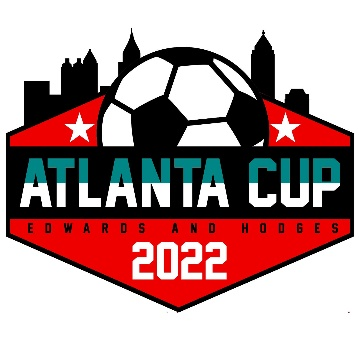 ATLANTA CUP
EDWARDS AND HODGES
2022